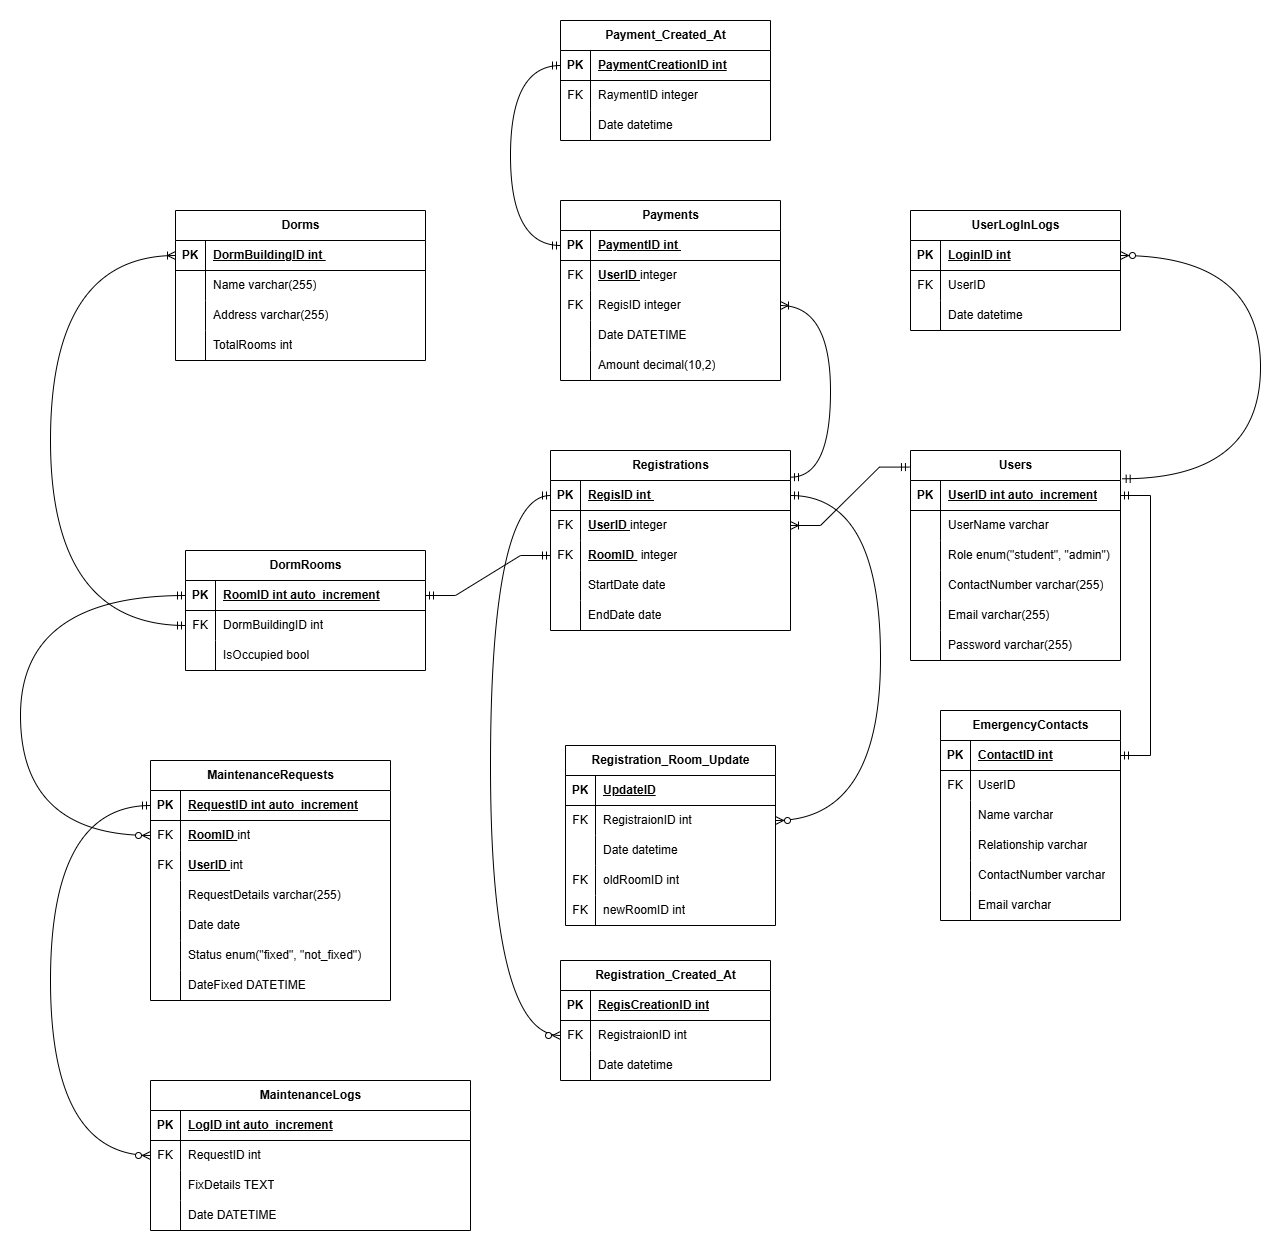 Payment_Created_At
PK PaymentCreationID int
FK RaymentID integer
Date datetime
Dorms
PK DormBuildingID int
Name varchar(255)
Address varchar(255)
TotalRooms int
Payments
PK PaymentID int
FK UserID integer
FK RegisID integer
Date DATETIME
Amount decimal(10,2)
UserLogInLogs
PK LoginID int
FK UserID
Date datetime
Registrations
PK RegisID int
FK UserID integer
FK RoomID integer
StartDate date
EndDate date
Users
PK UserID int auto_increment
UserName varchar
Role enum("student", "admin")
ContactNumber varchar(255)
Email varchar(255)
Password varchar(255)
DormRooms
PK RoomID int auto_increment
FK DormBuildingID int
IsOccupied bool
EmergencyContacts
PK ContactID int
FK UserID
Name varchar
Relationship varchar
ContactNumber varchar
Email varchar
Registration_Room_Update
PK UpdateID
FK RegistraionID int
Date datetime
FK oldRoomID int
FK newRoomID int
MaintenanceRequests
PK RequestID int auto_increment
FK RoomID int
FK UserID int
RequestDetails varchar(255)
Date date
Status enum("fixed", "not_fixed")
DateFixed DATETIME
Registration_Created_At
PK RegisCreationID int
FK RegistraionID int
Date datetime
MaintenanceLogs
PK LogID int auto_increment
FK RequestID int
FixDetails TEXT
Date DATETIME